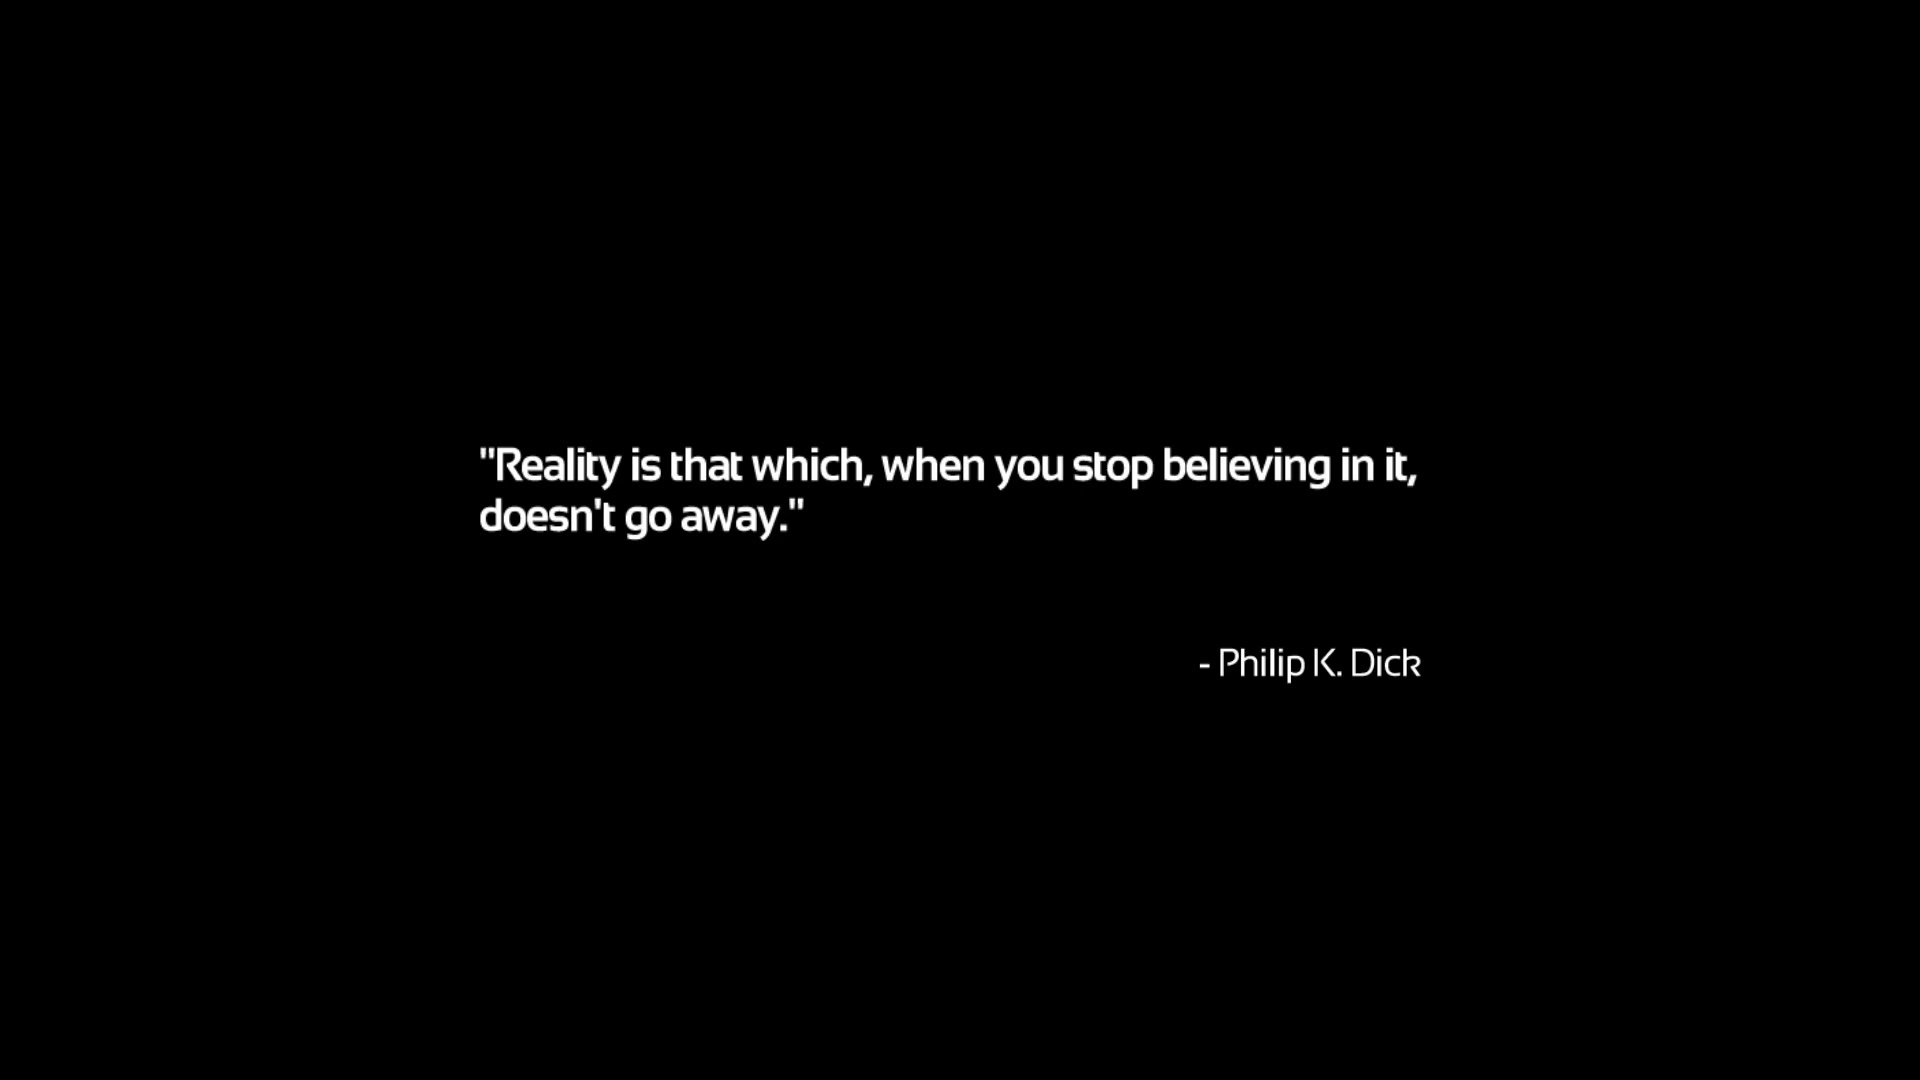 "Reality is that which, when you stop believing in it,
doesn't go away."
- Philip K. Dick